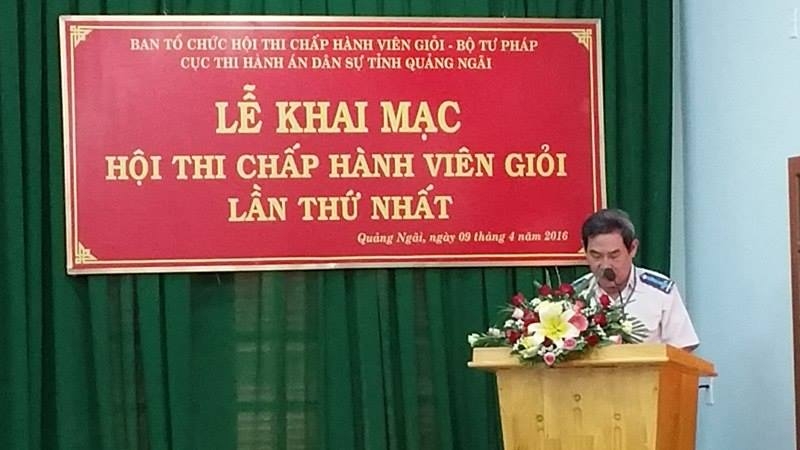 BAN TỔ CHỨC HỘI THI CHẤP HÀNH VIÊN GIỎI - BỘ TƯ PHÁP
CỤC THI HÀNH ÁN DÂN SỰ TỈNH QUẢNG NGÃI
LỄ KHAI MẠC
HỘI THI CHẤP HÀNH VIÊN GIỎI
LẦN THỨ NHẤT
Quảng Ngãi, ngày 09 tháng 4 năm 2016